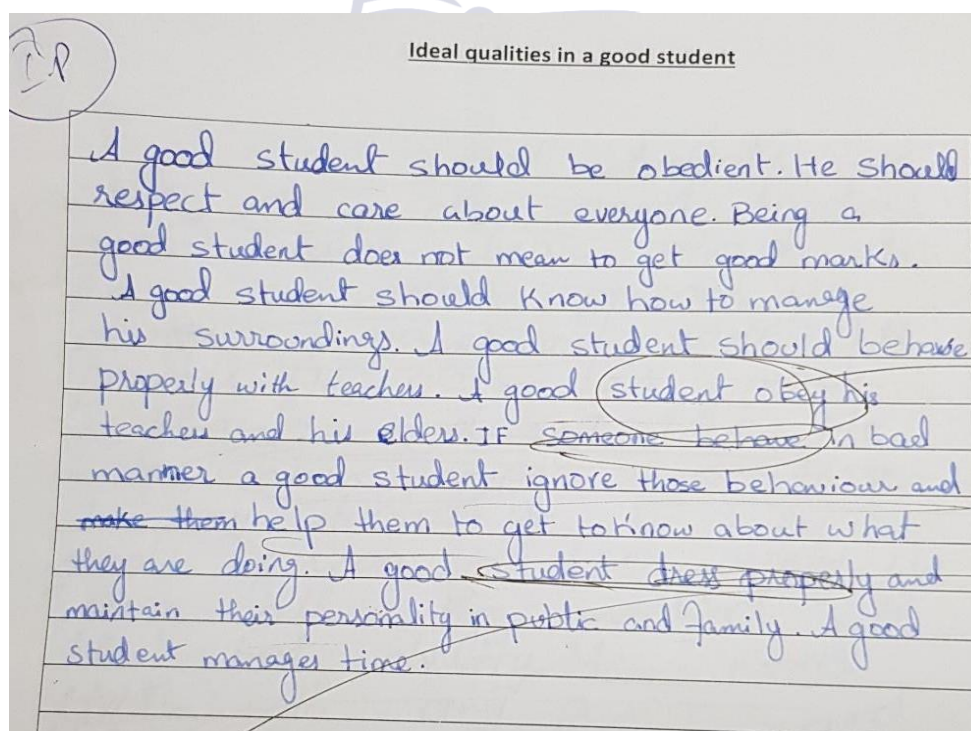 IP
Ideal qualities in a good student
A good student should be obedient. He should
respect and care about everyone. Being a
good student does not mean to get good marks.
A good student should know how to manage
his surroundings. A good student should behave
properly with teachers. A good student obey his
teachers and his elders. IF someone behave in bad
manner a good student ignore those behaviour and
make them help them to get to know about what
they are doing. A good student dress properly and
maintain their personality in public and family. A good
student manages time.